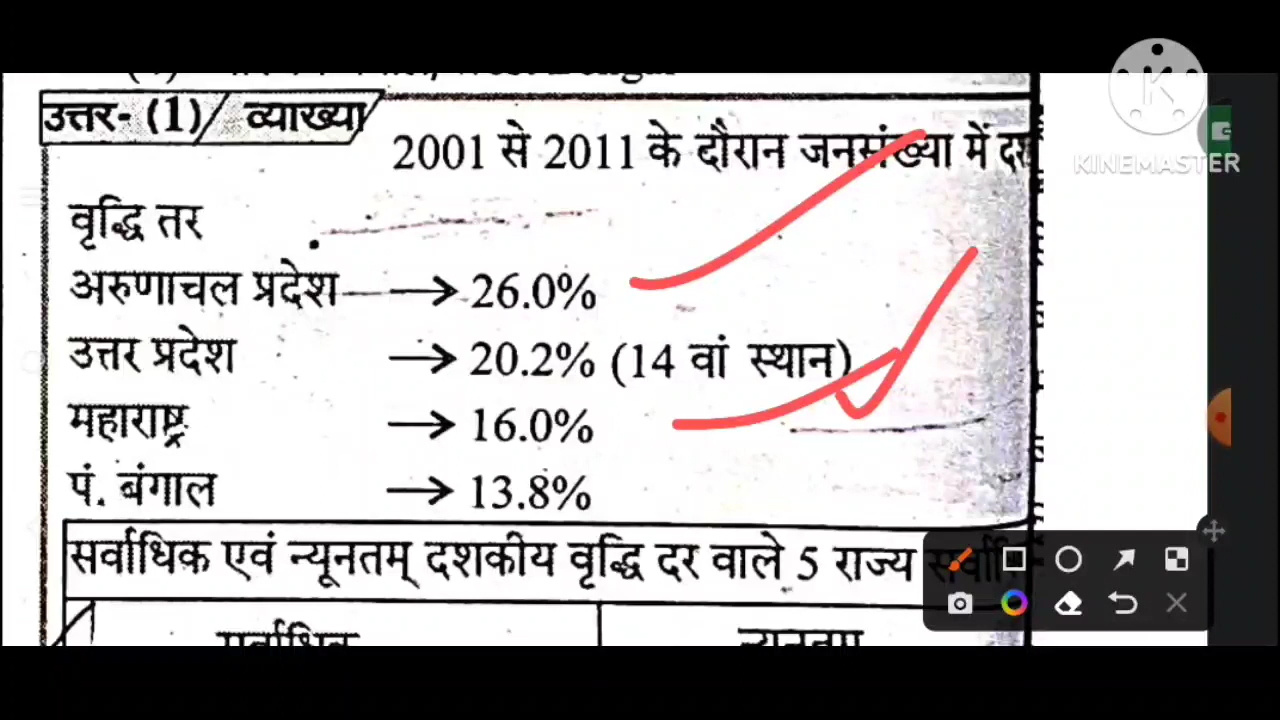 उत्तर- (1)/ व्याख्या
2001 से 2011 के दौरान जनसंख्या में
वृद्धि तर
अरुणाचल प्रदेश → 26.0%
उत्तर प्रदेश → 20.2% (14 वां स्थान)
महाराष्ट्र → 16.0%
पं. बंगाल → 13.8%
सर्वाधिक एवं न्यूनतम् दशकीय वृद्धि दर वाले 5 राज्य
KINEMASTER